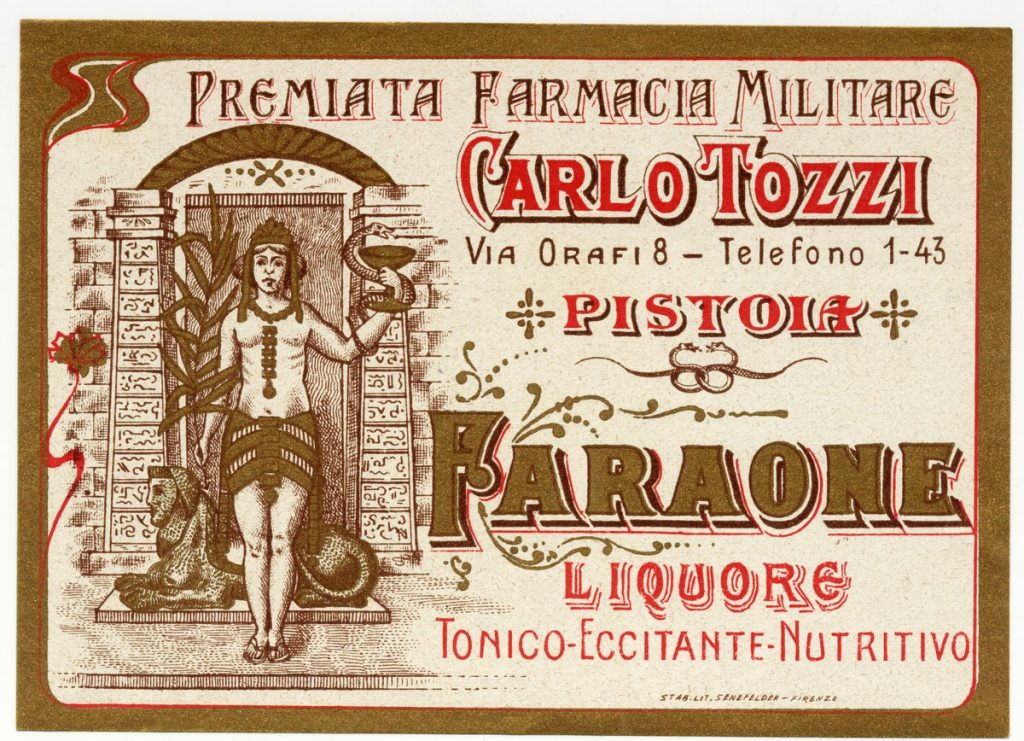 PREMIATA FARMACIA MILITARE
CARLO TOZZI
VIA ORAFI 8 - Telefono 1-43
PISTOIA
FARAONE
LIQUORE
TONICO-ECCITANTE-NUTRITIVO
STAB. LIT. SENEFELDER - FIRENZE